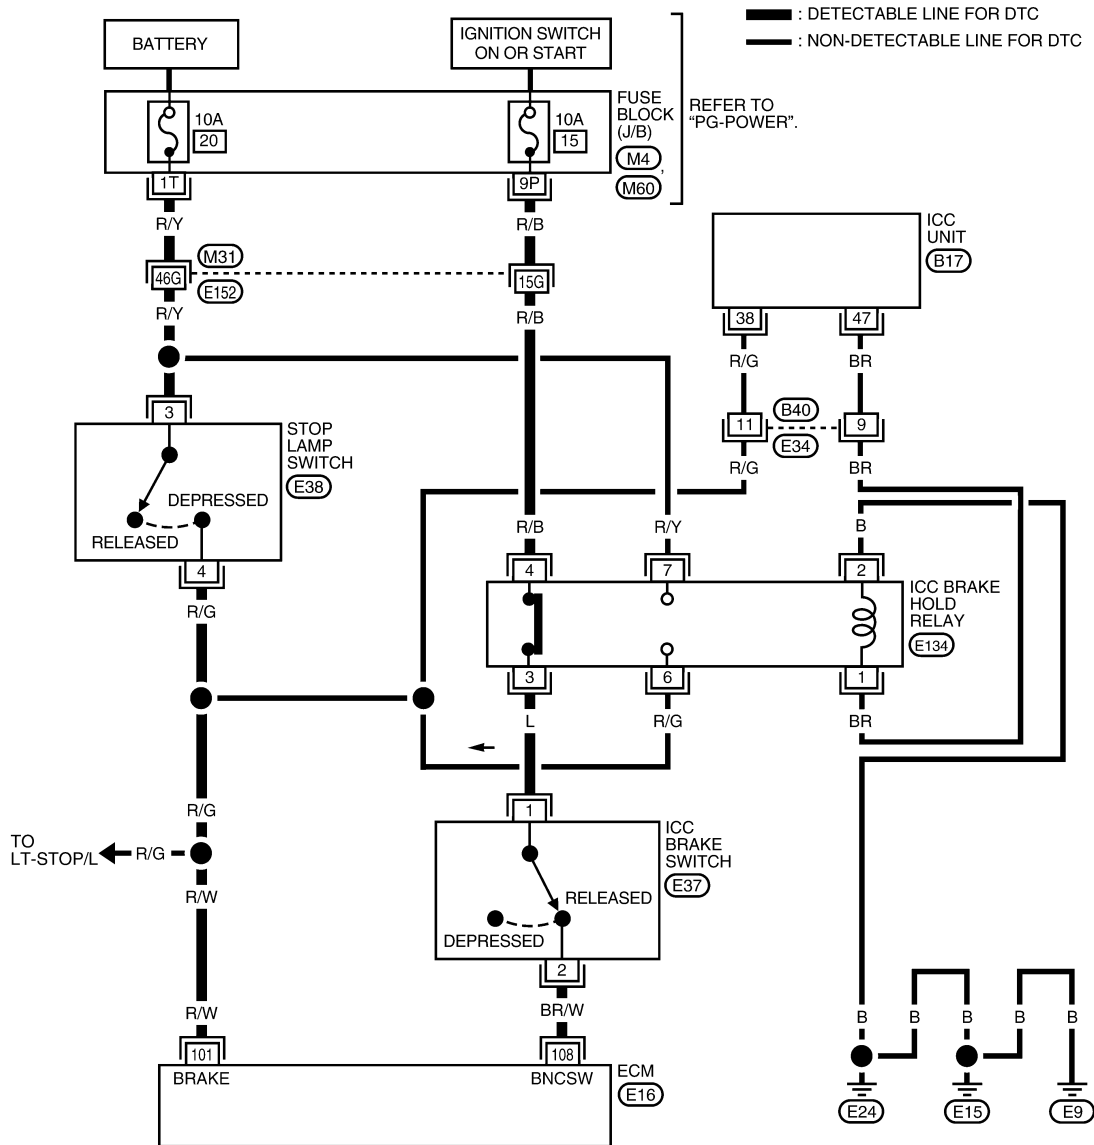 : DETECTABLE LINE FOR DTC
: NON-DETECTABLE LINE FOR DTC
BATTERY
IGNITION SWITCH
ON OR START
10A
20
10A
15
FUSE
BLOCK
(J/B)
M4
,
M60
REFER TO
“PG-POWER”.
1T
9P
R/Y
R/B
M31
46G
E152
15G
R/Y
R/B
ICC
UNIT
B17
38
47
R/G
BR
B40
11
9
E34
R/G
BR
3
STOP
LAMP
SWITCH
E38
DEPRESSED
RELEASED
4
R/G
R/B
R/Y
B
4
7
2
ICC BRAKE
HOLD
RELAY
E134
3
6
1
L
R/G
BR
R/G
TO
LT-STOP/L
R/G
R/W
1
ICC
BRAKE
SWITCH
E37
RELEASED
DEPRESSED
2
R/W
BR/W
101
108
BRAKE
BNCSW
ECM
E16
B
B
B
B
B
E24
E15
E9